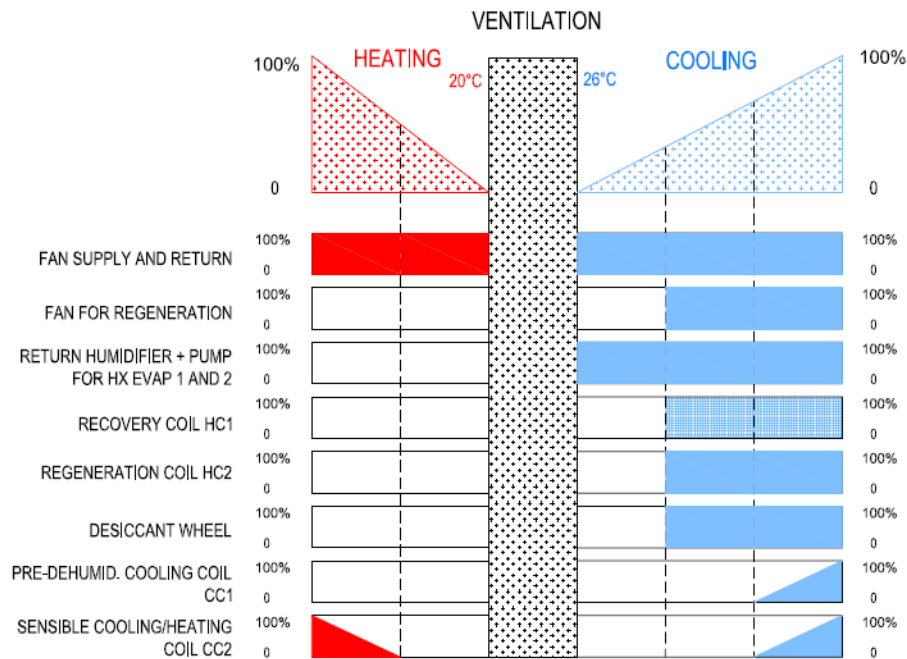 VENTILATION
HEATING
COOLING
100%
20°C
26°C
100%
0
0
FAN SUPPLY AND RETURN
100%
0
100%
0
FAN FOR REGENERATION
100%
0
100%
0
RETURN HUMIDIFIER + PUMP
FOR HX EVAP 1 AND 2
100%
0
100%
0
RECOVERY COIL HC1
100%
0
100%
0
REGENERATION COIL HC2
100%
0
100%
0
DESICCANT WHEEL
100%
0
100%
0
PRE-DEHUMID. COOLING COIL
CC1
100%
0
100%
0
SENSIBLE COOLING/HEATING
COIL CC2
100%
0
100%
0